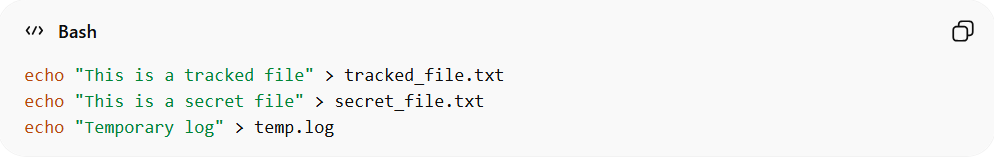 Bash
echo "This is a tracked file" > tracked_file.txt
echo "This is a secret file" > secret_file.txt
echo "Temporary log" > temp.log